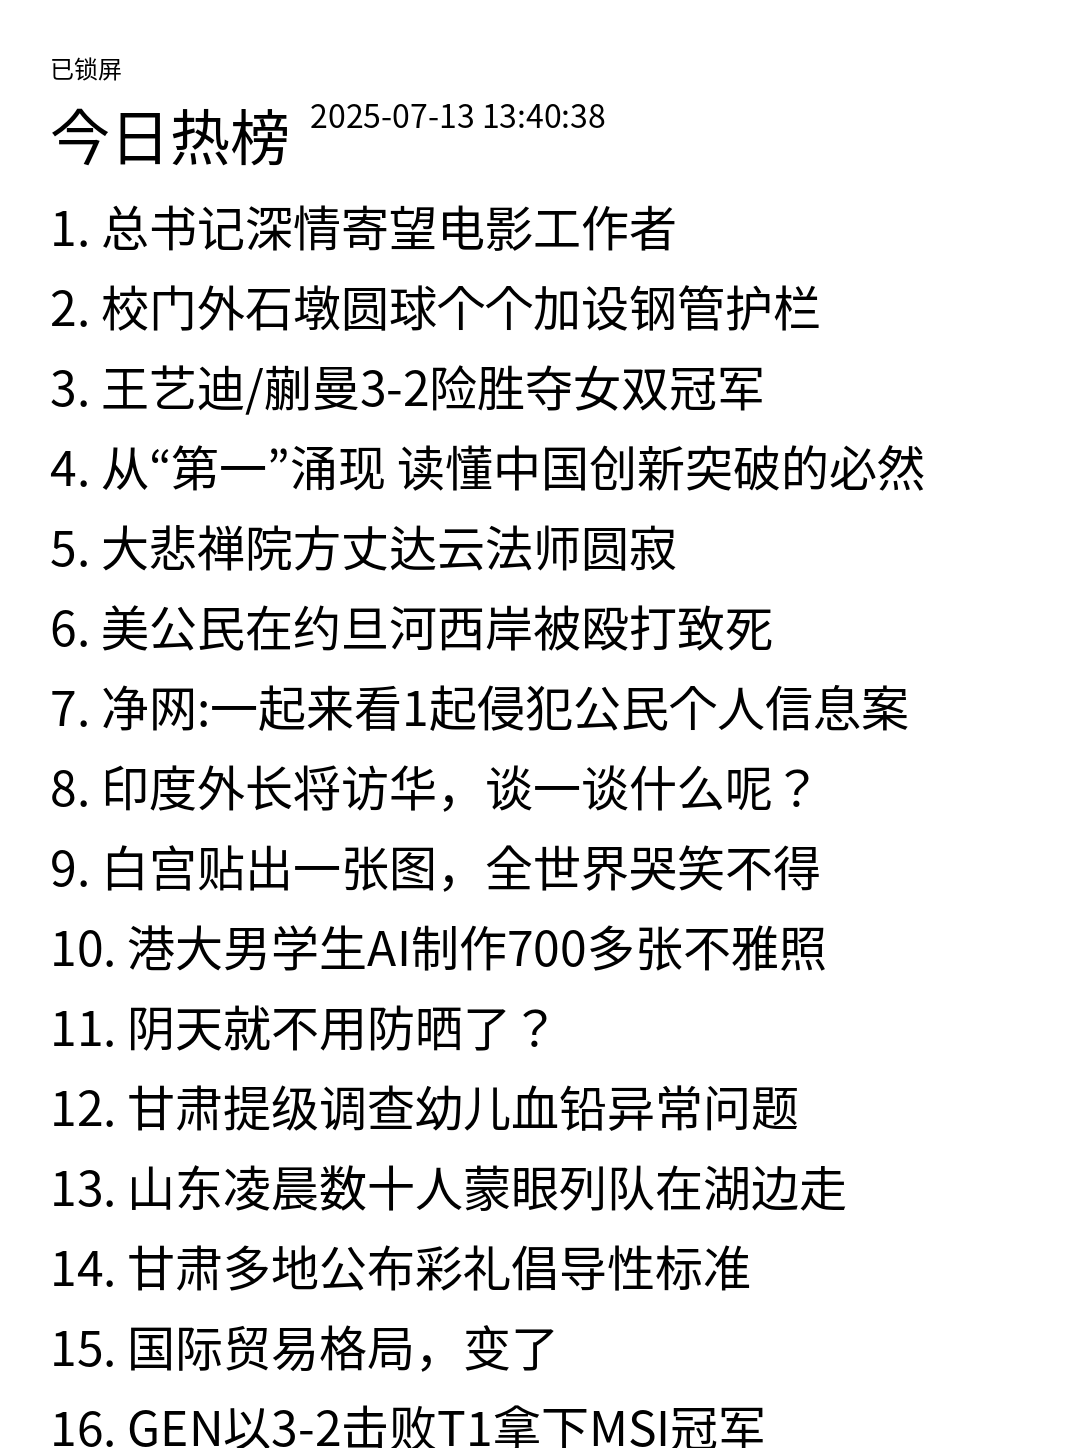 已锁屏
今日热榜 2025-07-13 13:40:38
1. 总书记深情寄望电影工作者
2. 校门外石墩圆球个个加设钢管护栏
3. 王艺迪/蒯曼3-2险胜夺女双冠军
4. 从“第一”涌现 读懂中国创新突破的必然
5. 大悲禅院方丈达云法师圆寂
6. 美公民在约旦河西岸被殴打致死
7. 净网:一起来看1起侵犯公民个人信息案
8. 印度外长将访华，谈一谈什么呢？
9. 白宫贴出一张图，全世界哭笑不得
10. 港大男学生AI制作700多张不雅照
11. 阴天就不用防晒了？
12. 甘肃提级调查幼儿血铅异常问题
13. 山东凌晨数十人蒙眼列队在湖边走
14. 甘肃多地公布彩礼倡导性标准
15. 国际贸易格局，变了
16. GEN以3-2击败T1拿下MSI冠军